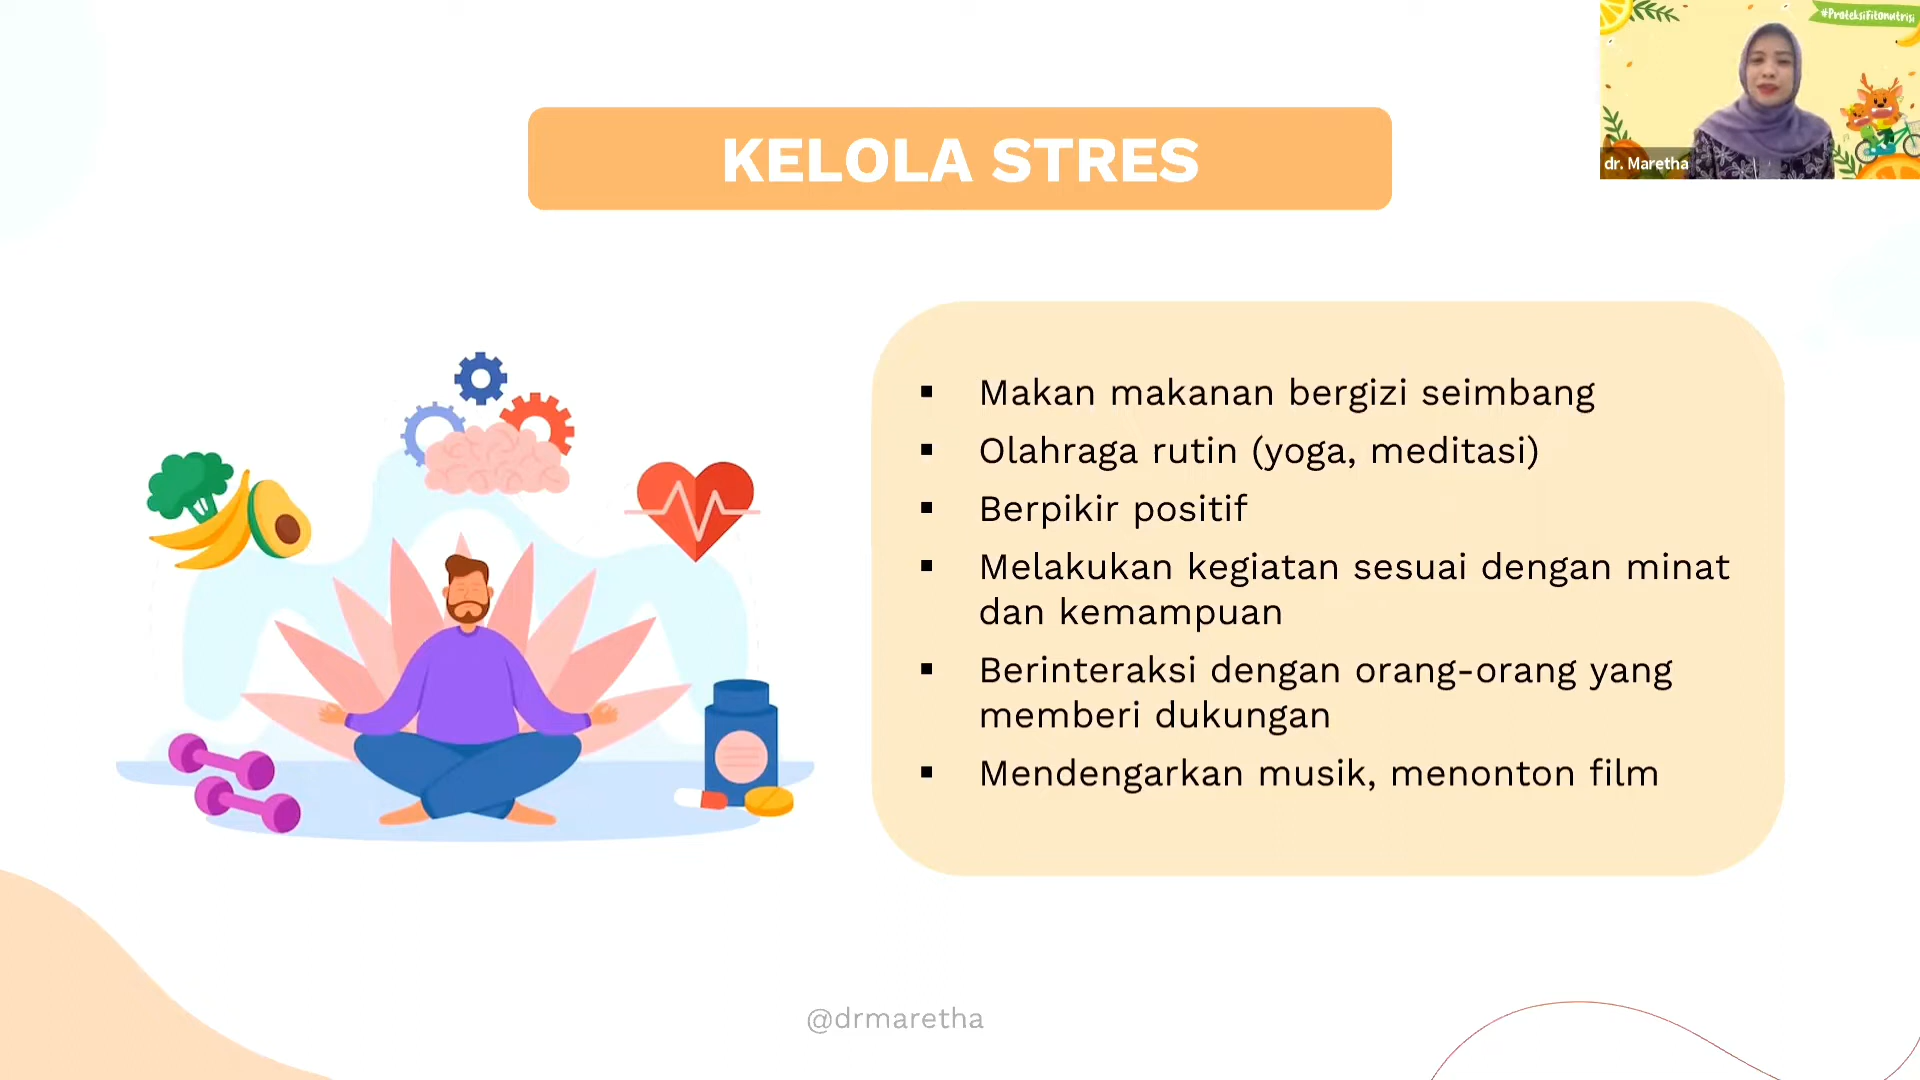 #ProteksiFitonutrisi
dr. Maretha
KELOLA STRES
▪ Makan makanan bergizi seimbang
▪ Olahraga rutin (yoga, meditasi)
▪ Berpikir positif
▪ Melakukan kegiatan sesuai dengan minat
dan kemampuan
▪ Berinteraksi dengan orang-orang yang
memberi dukungan
▪ Mendengarkan musik, menonton film
@drmaretha